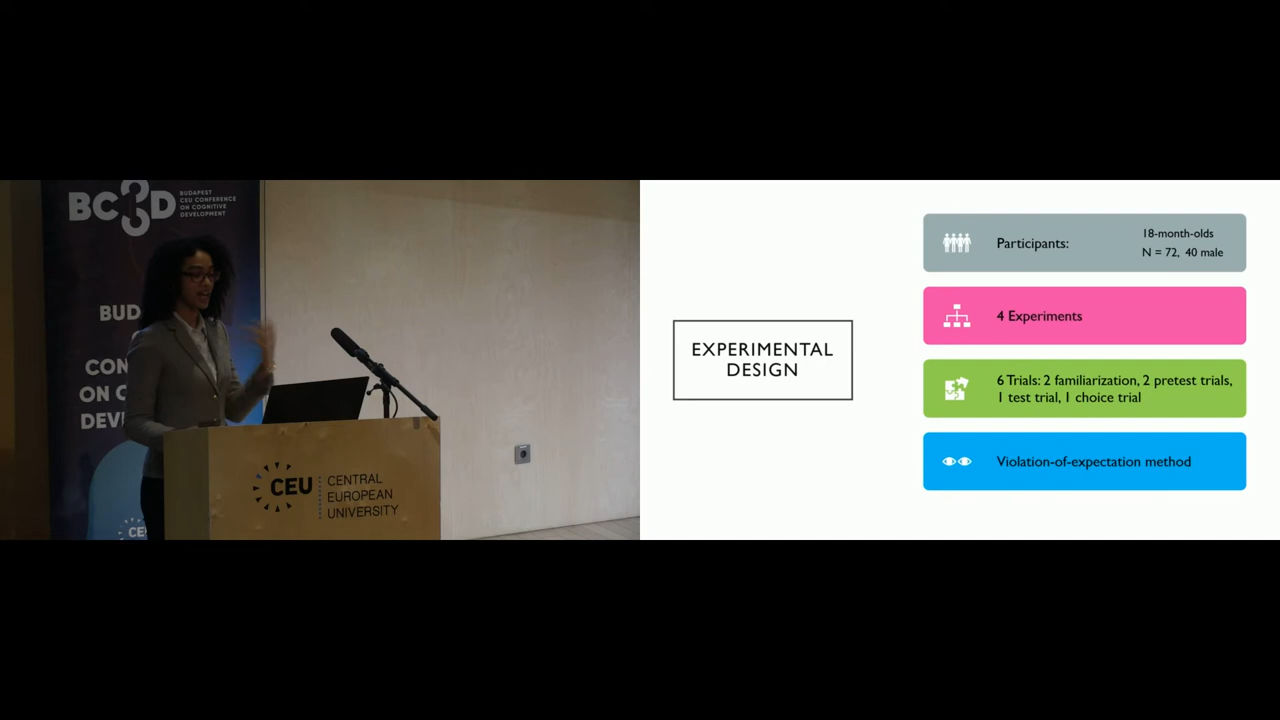 BC3D
BUDAPEST
CEU CONFERENCE
ON COGNITIVE
DEVELOPMENT
BUD
CON
ON C
DEV
CEU
CENTRAL
EUROPEAN
UNIVERSITY
CE
EXPERIMENTAL
DESIGN
Participants:
18-month-olds
N = 72, 40 male
4 Experiments
6 Trials: 2 familiarization, 2 pretest trials,
1 test trial, 1 choice trial
Violation-of-expectation method